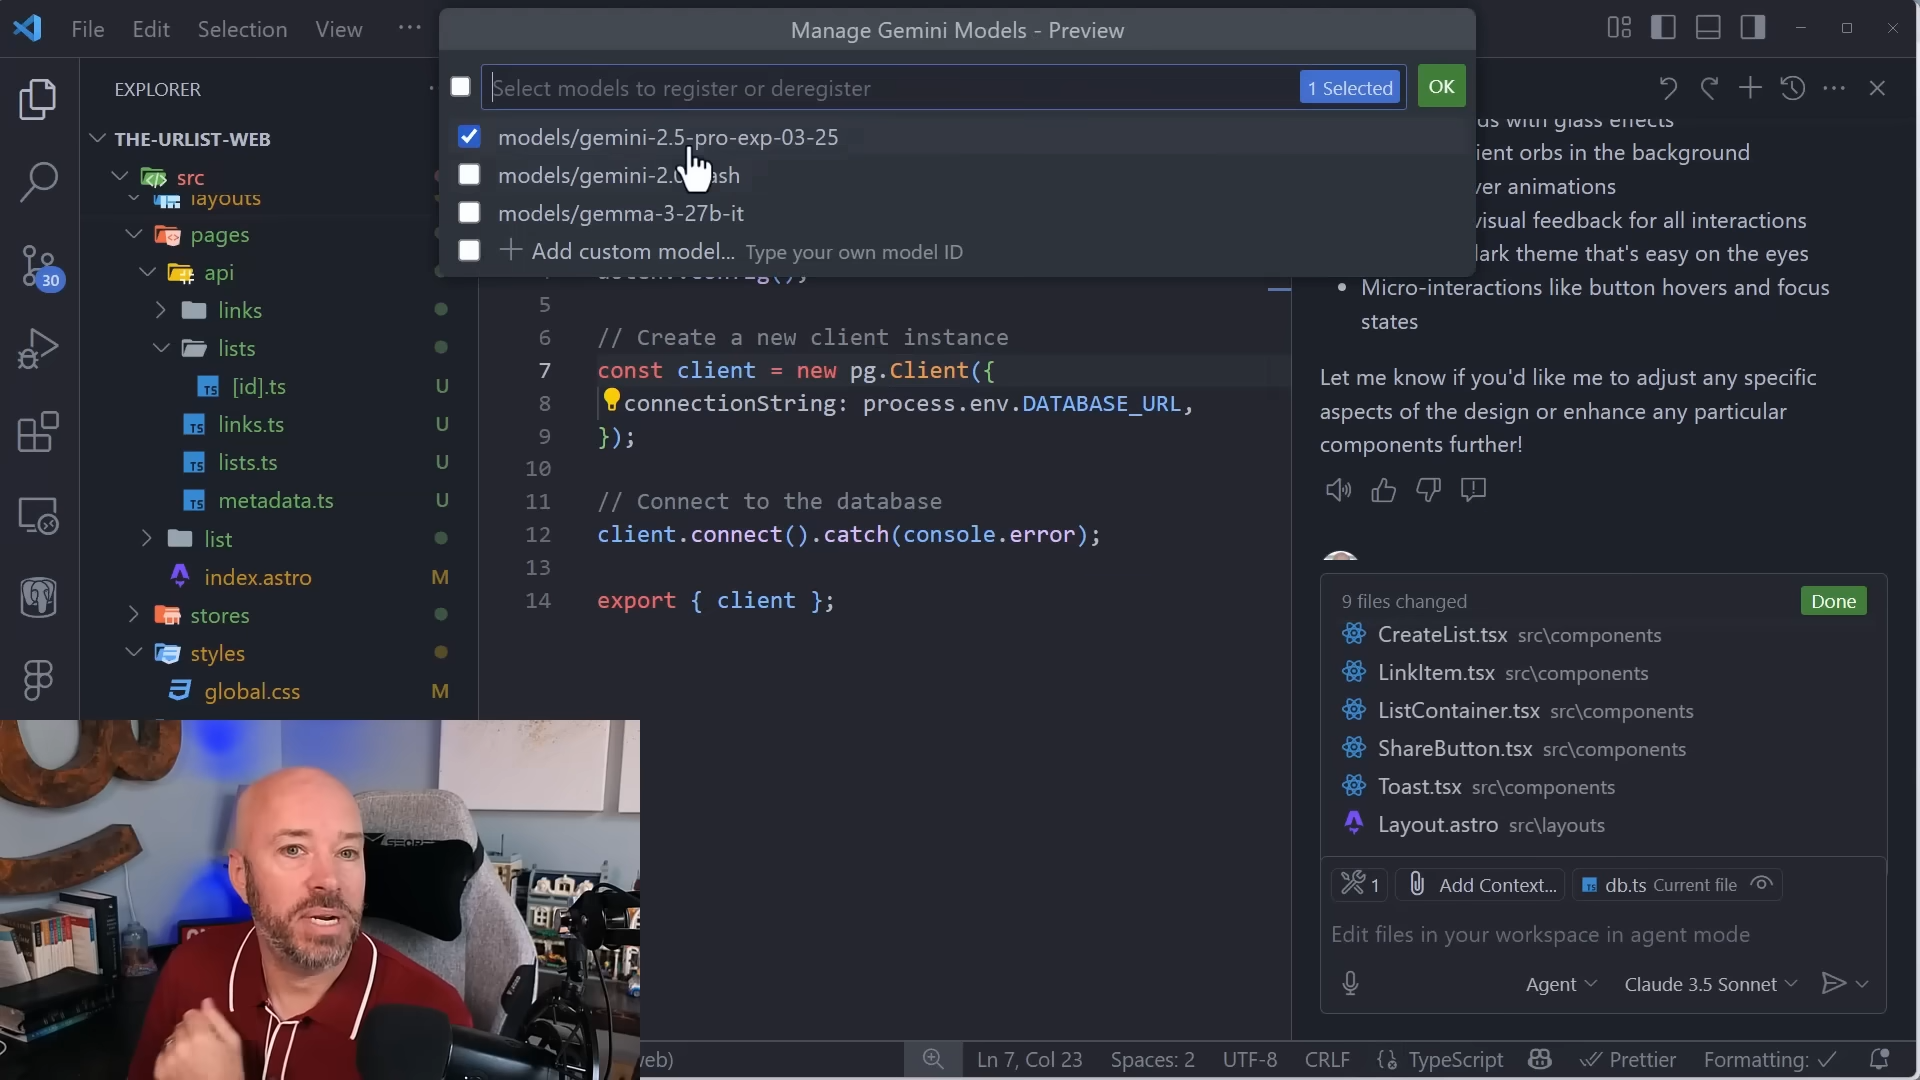 File Edit Selection View ···
Manage Gemini Models - Preview
Select models to register or deregister
1 Selected
OK
models/gemini-2.5-pro-exp-03-25
models/gemma-3-27b-it
Add custom model... Type your own model ID
EXPLORER
THE-URLIST-WEB
src
layouts
pages
api
links
lists
[id].ts U
links.ts U
lists.ts U
metadata.ts U
list
index.astro M
stores
styles
global.css M
30
5
6 // Create a new client instance
7 const client = new pg.Client({
8 connectionString: process.env.DATABASE_URL,
9 });
10
11 // Connect to the database
12 client.connect().catch(console.error);
13
14 export { client };
with glass effects
orbs in the background
animations
visual feedback for all interactions
dark theme that's easy on the eyes
• Micro-interactions like button hovers and focus
states
Let me know if you'd like me to adjust any specific
aspects of the design or enhance any particular
components further!
9 files changed
Done
CreateList.tsx src\components
LinkItem.tsx src\components
ListContainer.tsx src\components
ShareButton.tsx src\components
Toast.tsx src\components
Layout.astro src\layouts
1 Add Context... db.ts Current file
Edit files in your workspace in agent mode
Agent Claude 3.5 Sonnet
web) Ln 7, Col 23 Spaces: 2 UTF-8 CRLF {} TypeScript Prettier Formatting: ✓